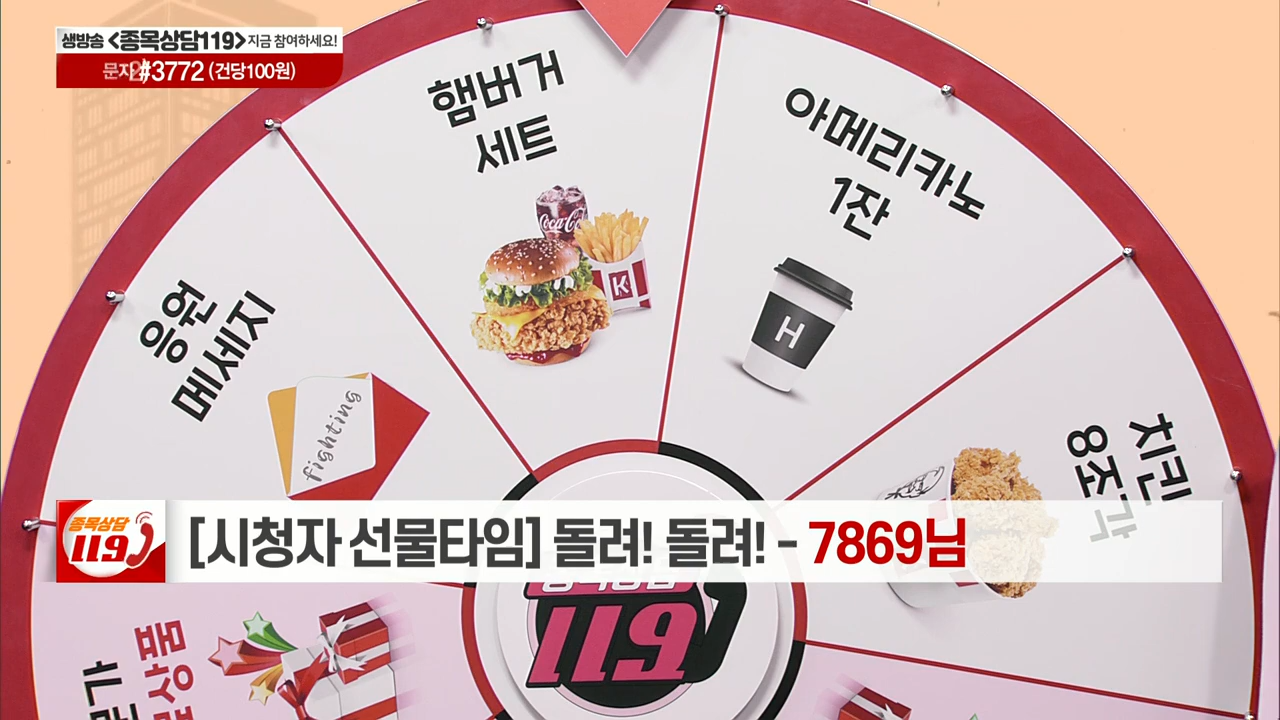 생방송 <종목상담119> 지금 참여하세요!
#3772 (건당100원)
햄버거
세트
Coca-Cola
K
아메리카노
1잔
H
응원
메세지
fighting
치킨
8조각
종목상담
119
[시청자 선물타임] 돌려! 돌려! - 7869님
119